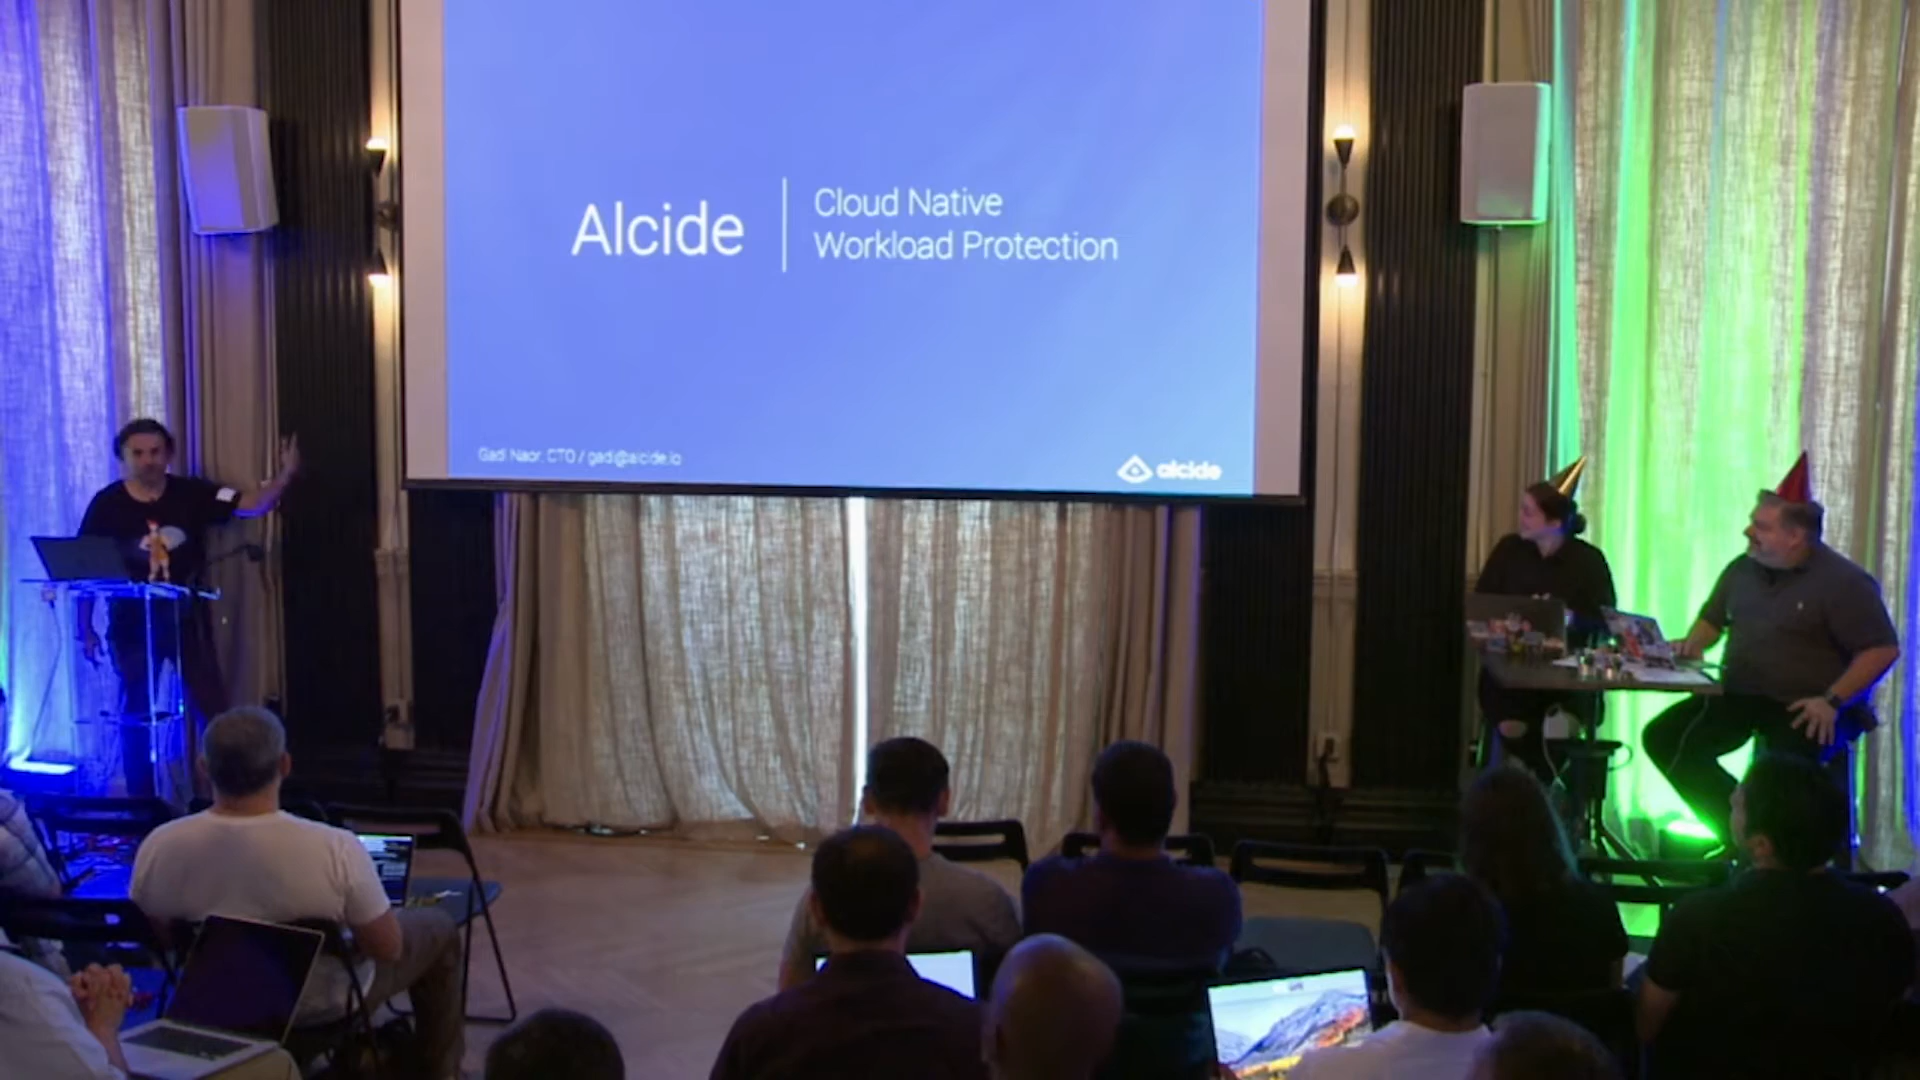 Alcide
Cloud Native
Workload Protection
Gadi Naor, CTO / gadi@alcide.io
alcide